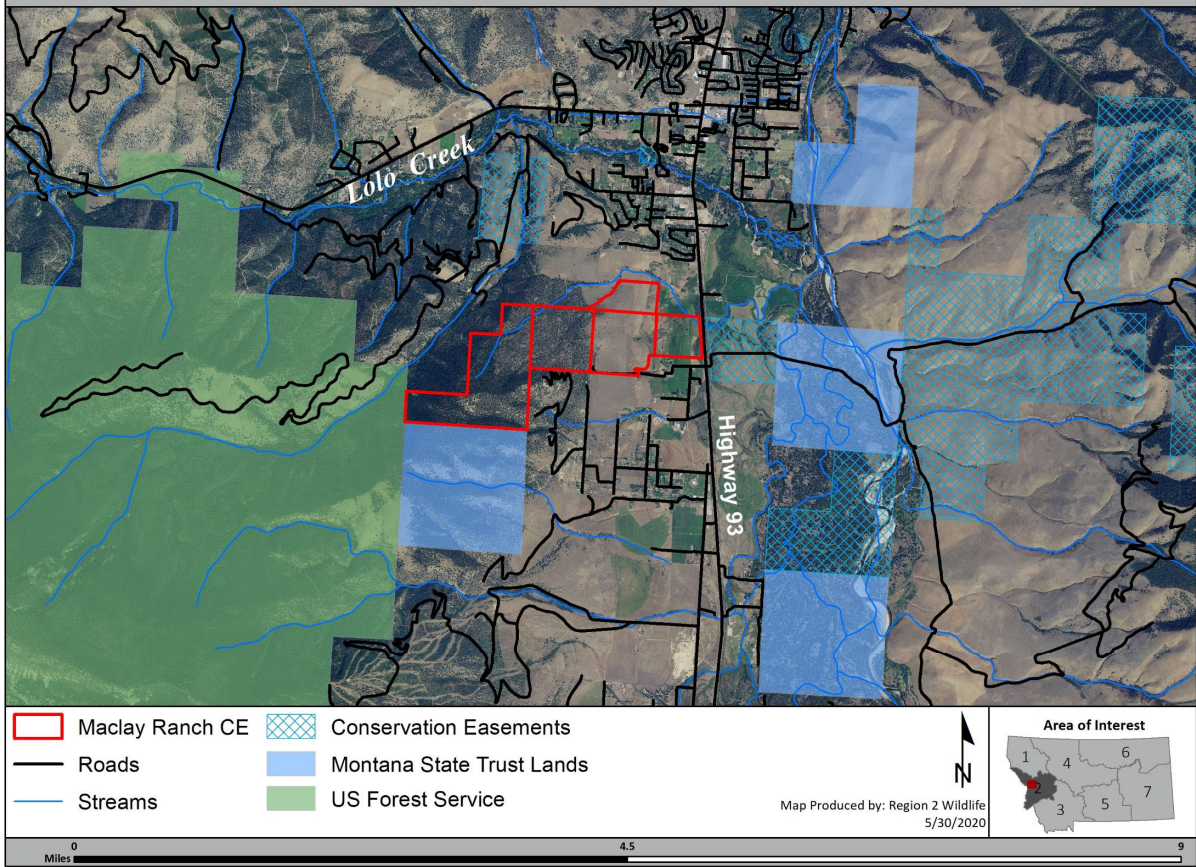 Lolo Creek
Highway 93
Maclay Ranch CE
Roads
Streams
Conservation Easements
Montana State Trust Lands
US Forest Service
N
Map Produced by: Region 2 Wildlife
5/30/2020
Area of Interest
1
4
6
2
3
5
7
0
4.5
9
Miles